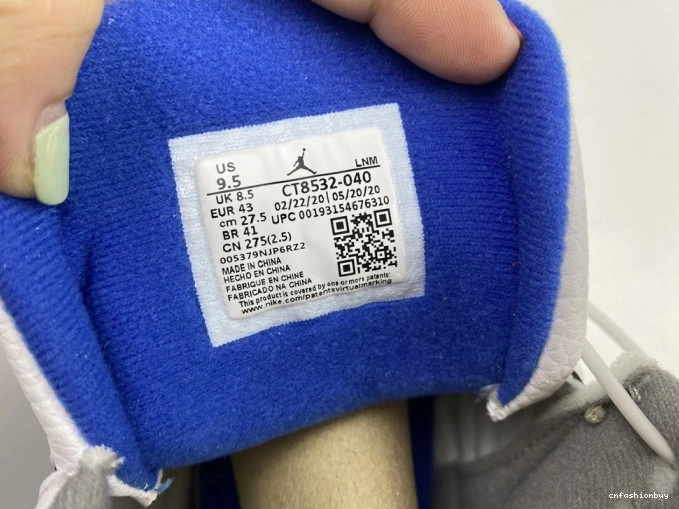 US
9.5
LNM
UK 8.5
CT8532-040
EUR 43
02/22/20 | 05/20/20
cm 27.5
UPC 00193154676310
BR 41
CN 275(2.5)
005379NJP6RZ2
MADE IN CHINA
HECHO EN CHINA
FABRIQUE EN CHINE
FABRICADO NA CHINA
This product is covered by one or more patents:
www.nike.com/patentsvirtualmarking
cnfashionbuy